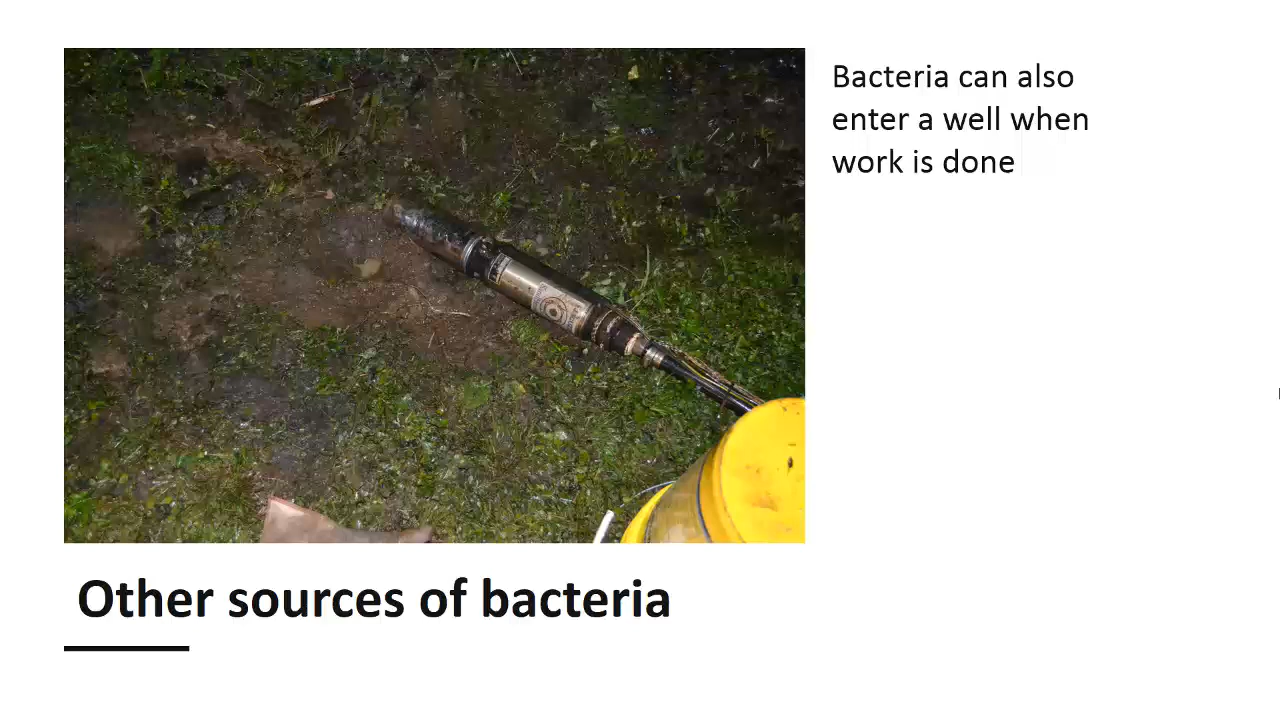 Bacteria can also
enter a well when
work is done
Other sources of bacteria